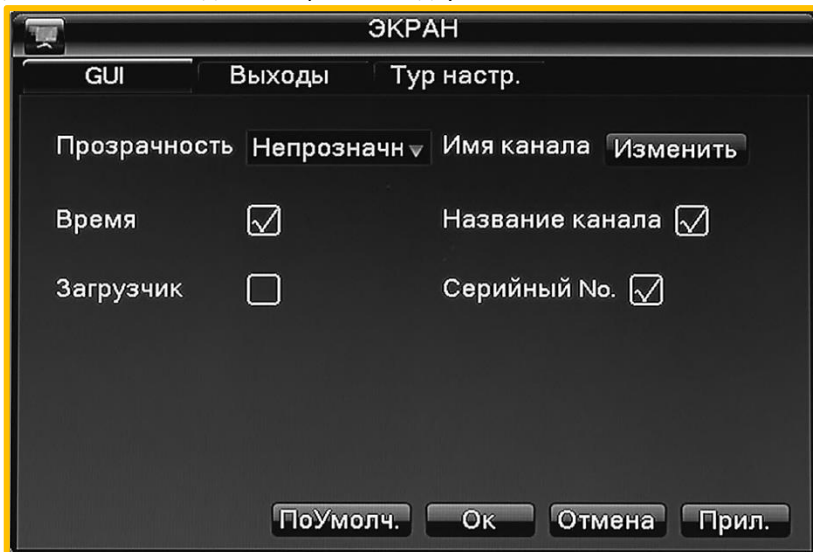 ЭКРАН
GUI Выходы Тур настр.
Прозрачность Непрозначн Имя канала Изменить
Время Название канала
Загрузчик Серийный No.
ПоУмолч. Ок Отмена Прил.